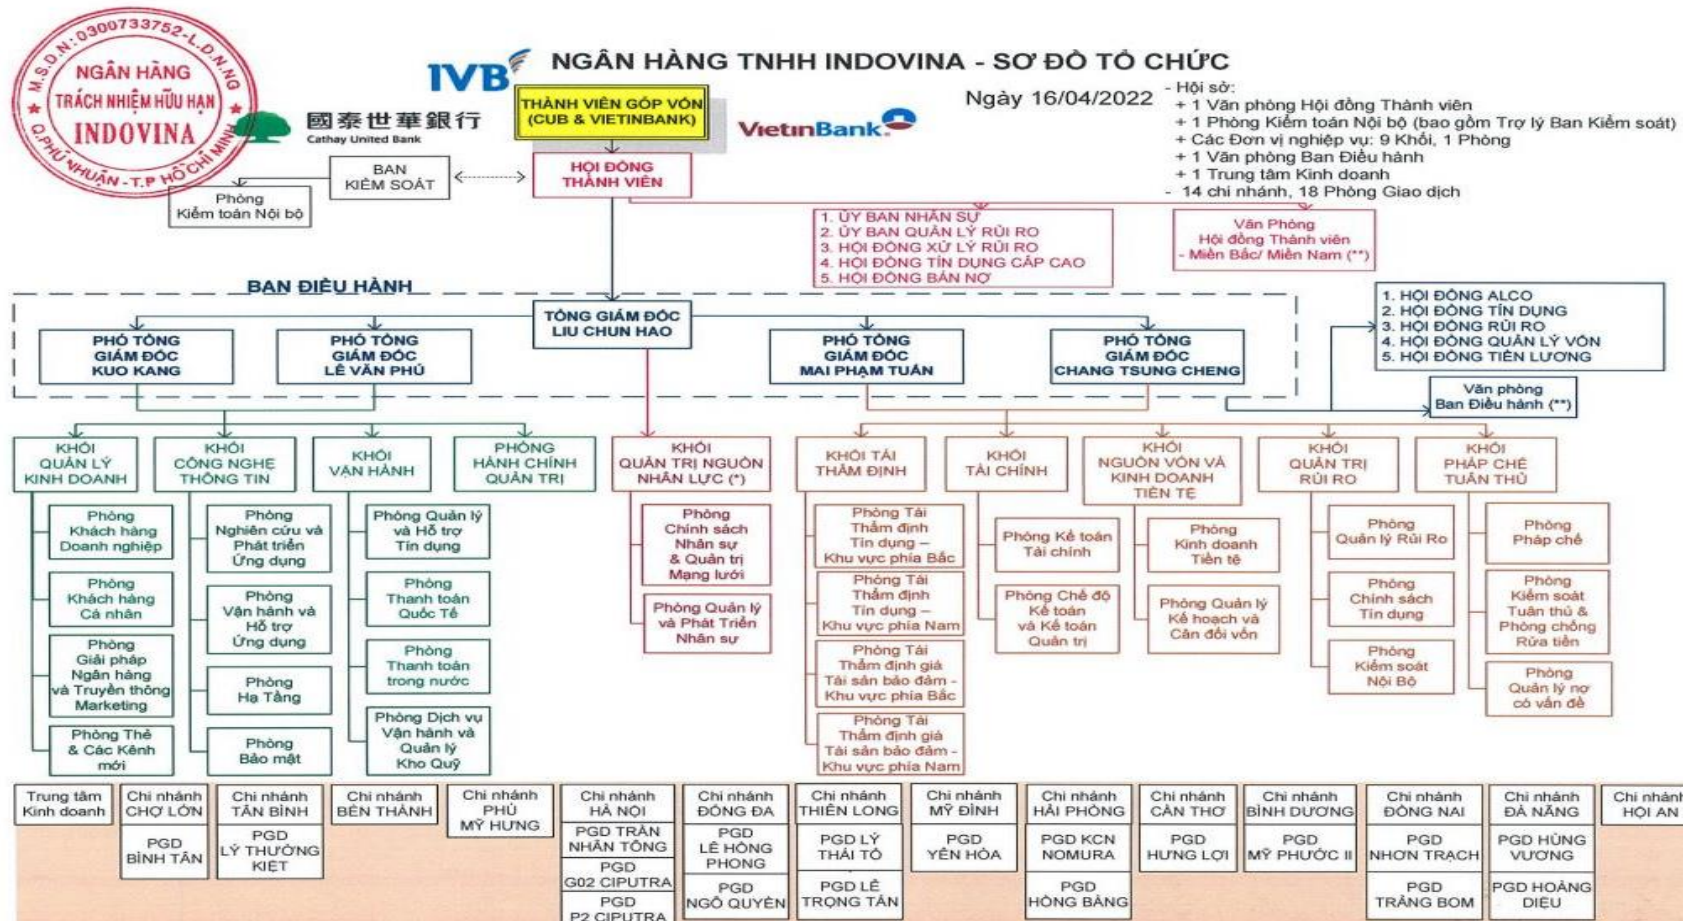 M.S.D.N: 0300733752-L.D.N.NG
NGÂN HÀNG
TRÁCH NHIỆM HỮU HẠN
INDOVINA
Q.PHÚ NHUẬN - T.P HỒ CHÍ MINH
IVB
NGÂN HÀNG TNHH INDOVINA - SƠ ĐỒ TỔ CHỨC
Ngày 16/04/2022
國泰世華銀行
Cathay United Bank
THÀNH VIÊN GÓP VỐN
(CUB & VIETINBANK)
VietinBank
- Hội sở:
+ 1 Văn phòng Hội đồng Thành viên
+ 1 Phòng Kiểm toán Nội bộ (bao gồm Trợ lý Ban Kiểm soát)
+ Các Đơn vị nghiệp vụ: 9 Khối, 1 Phòng
+ 1 Văn phòng Ban Điều hành
+ 1 Trung tâm Kinh doanh
- 14 chi nhánh, 18 Phòng Giao dịch
BAN
KIỂM SOÁT
HỘI ĐỒNG
THÀNH VIÊN
Phòng
Kiểm toán Nội bộ
1. ỦY BAN NHÂN SỰ
2. ỦY BAN QUẢN LÝ RỦI RO
3. HỘI ĐỒNG XỬ LÝ RỦI RO
4. HỘI ĐỒNG TÍN DỤNG CẤP CAO
5. HỘI ĐỒNG BÁN NỢ
Văn Phòng
Hội đồng Thành viên
- Miền Bắc/ Miền Nam (**)
BAN ĐIỀU HÀNH
TỔNG GIÁM ĐỐC
LIU CHUN HAO
PHÓ TỔNG
GIÁM ĐỐC
KUO KANG
PHÓ TỔNG
GIÁM ĐỐC
LÊ VĂN PHÚ
PHÓ TỔNG
GIÁM ĐỐC
MAI PHẠM TUẤN
PHÓ TỔNG
GIÁM ĐỐC
CHANG TSUNG CHENG
1. HỘI ĐỒNG ALCO
2. HỘI ĐỒNG TÍN DỤNG
3. HỘI ĐỒNG RỦI RO
4. HỘI ĐỒNG QUẢN LÝ VỐN
5. HỘI ĐỒNG TIỀN LƯƠNG
Văn phòng
Ban Điều hành (**)
KHỐI
QUẢN LÝ
KINH DOANH
Phòng
Khách hàng
Doanh nghiệp
Phòng
Khách hàng
Cá nhân
Phòng
Giải pháp
Ngân hàng
và Truyền thông
Marketing
Phòng Thẻ
& Các Kênh
mới
KHỐI
CÔNG NGHỆ
THÔNG TIN
Phòng
Nghiên cứu và
Phát triển
Ứng dụng
Phòng
Vận hành và
Hỗ trợ
Ứng dụng
Phòng
Hạ Tầng
Phòng
Bảo mật
KHỐI
VẬN HÀNH
Phòng Quản lý
và Hỗ trợ
Tín dụng
Phòng
Thanh toán
Quốc Tế
Phòng
Thanh toán
trong nước
Phòng Dịch vụ
Vận hành và
Quản lý
Kho Quỹ
PHÒNG
HÀNH CHÍNH
QUẢN TRỊ
KHỐI
QUẢN TRỊ NGUỒN
NHÂN LỰC (*)
Phòng
Chính sách
Nhân sự
& Quản trị
Mạng lưới
Phòng Quản lý
và Phát Triển
Nhân sự
KHỐI TÁI
THẨM ĐỊNH
Phòng Tái
Thẩm định
Tín dụng –
Khu vực phía Bắc
Phòng Tái
Thẩm định
Tín dụng –
Khu vực phía Nam
Phòng Tái
Thẩm định giá
Tài sản bảo đảm -
Khu vực phía Bắc
Phòng Tái
Thẩm định giá
Tài sản bảo đảm -
Khu vực phía Nam
KHỐI
TÀI CHÍNH
Phòng Kế toán
Tài chính
Phòng Chế độ
Kế toán
và Kế toán
Quản trị
KHỐI
NGUỒN VỐN VÀ
KINH DOANH
TIỀN TỆ
Phòng
Kinh doanh
Tiền tệ
Phòng Quản lý
Kế hoạch và
Cân đối vốn
KHỐI
QUẢN TRỊ
RỦI RO
Phòng
Quản lý Rủi Ro
Phòng
Chính sách
Tín dụng
Phòng
Kiểm soát
Nội Bộ
KHỐI
PHÁP CHẾ
TUÂN THỦ
Phòng
Pháp chế
Phòng
Kiểm soát
Tuân thủ &
Phòng chống
Rửa tiền
Phòng
Quản lý nợ
có vấn đề
Trung tâm
Kinh doanh
Chi nhánh
CHỢ LỚN
PGD
BÌNH TÂN
Chi nhánh
TÂN BÌNH
PGD
LÝ THƯỜNG
KIỆT
Chi nhánh
BẾN THÀNH
Chi nhánh
PHÚ
MỸ HƯNG
Chi nhánh
HÀ NỘI
PGD TRẦN
NHÂN TÔNG
PGD
G02 CIPUTRA
PGD
P2 CIPUTRA
Chi nhánh
ĐỐNG ĐA
PGD
LÊ HỒNG
PHONG
PGD
NGÔ QUYỀN
Chi nhánh
THIÊN LONG
PGD LÝ
THÁI TỔ
PGD LÊ
TRỌNG TẤN
Chi nhánh
MỸ ĐÌNH
PGD
YÊN HÒA
Chi nhánh
HẢI PHÒNG
PGD KCN
NOMURA
PGD
HỒNG BÀNG
Chi nhánh
CẦN THƠ
PGD
HƯNG LỢI
Chi nhánh
BÌNH DƯƠNG
PGD
MỸ PHƯỚC II
Chi nhánh
ĐỒNG NAI
PGD
NHƠN TRẠCH
PGD
TRẢNG BOM
Chi nhánh
ĐÀ NẴNG
PGD HÙNG
VƯƠNG
PGD HOÀNG
DIỆU
Chi nhánh
HỘI AN